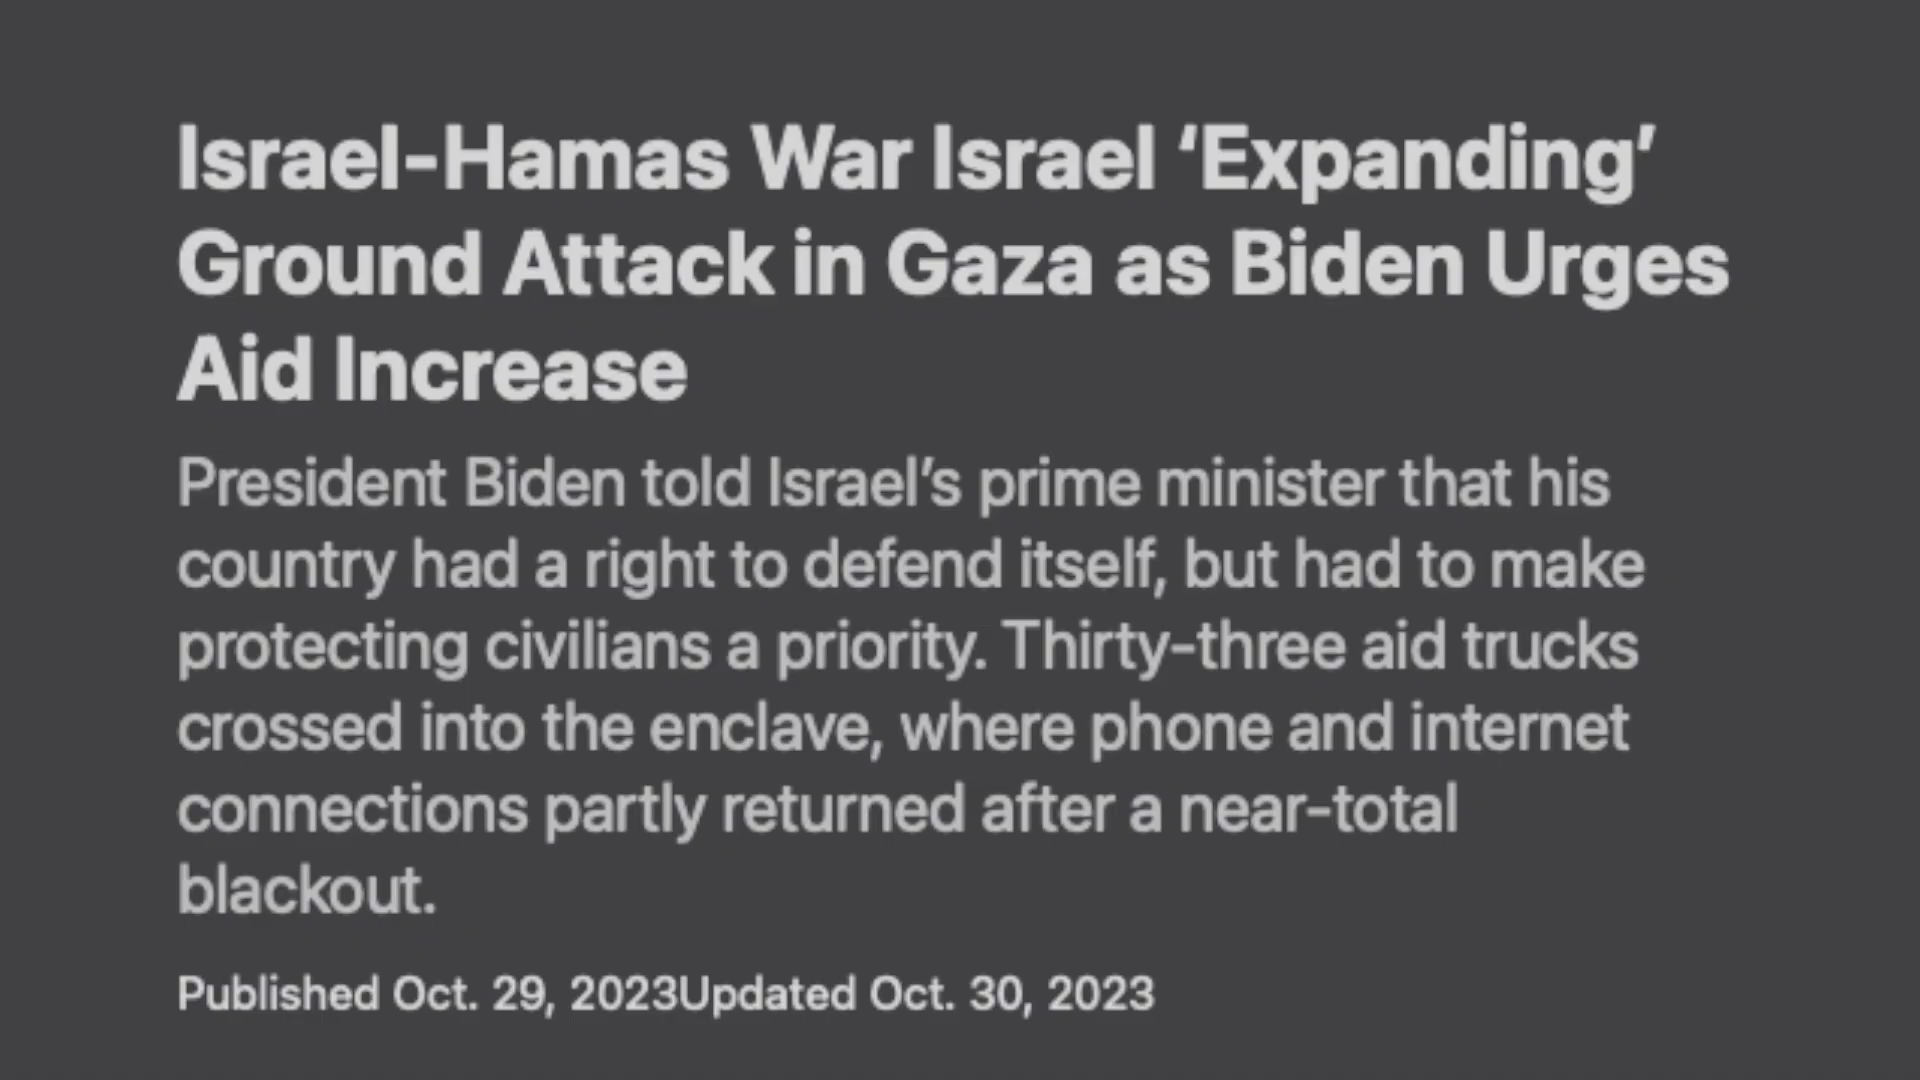 Israel-Hamas War Israel ‘Expanding’
Ground Attack in Gaza as Biden Urges
Aid Increase
President Biden told Israel’s prime minister that his
country had a right to defend itself, but had to make
protecting civilians a priority. Thirty-three aid trucks
crossed into the enclave, where phone and internet
connections partly returned after a near-total
blackout.
Published Oct. 29, 2023Updated Oct. 30, 2023